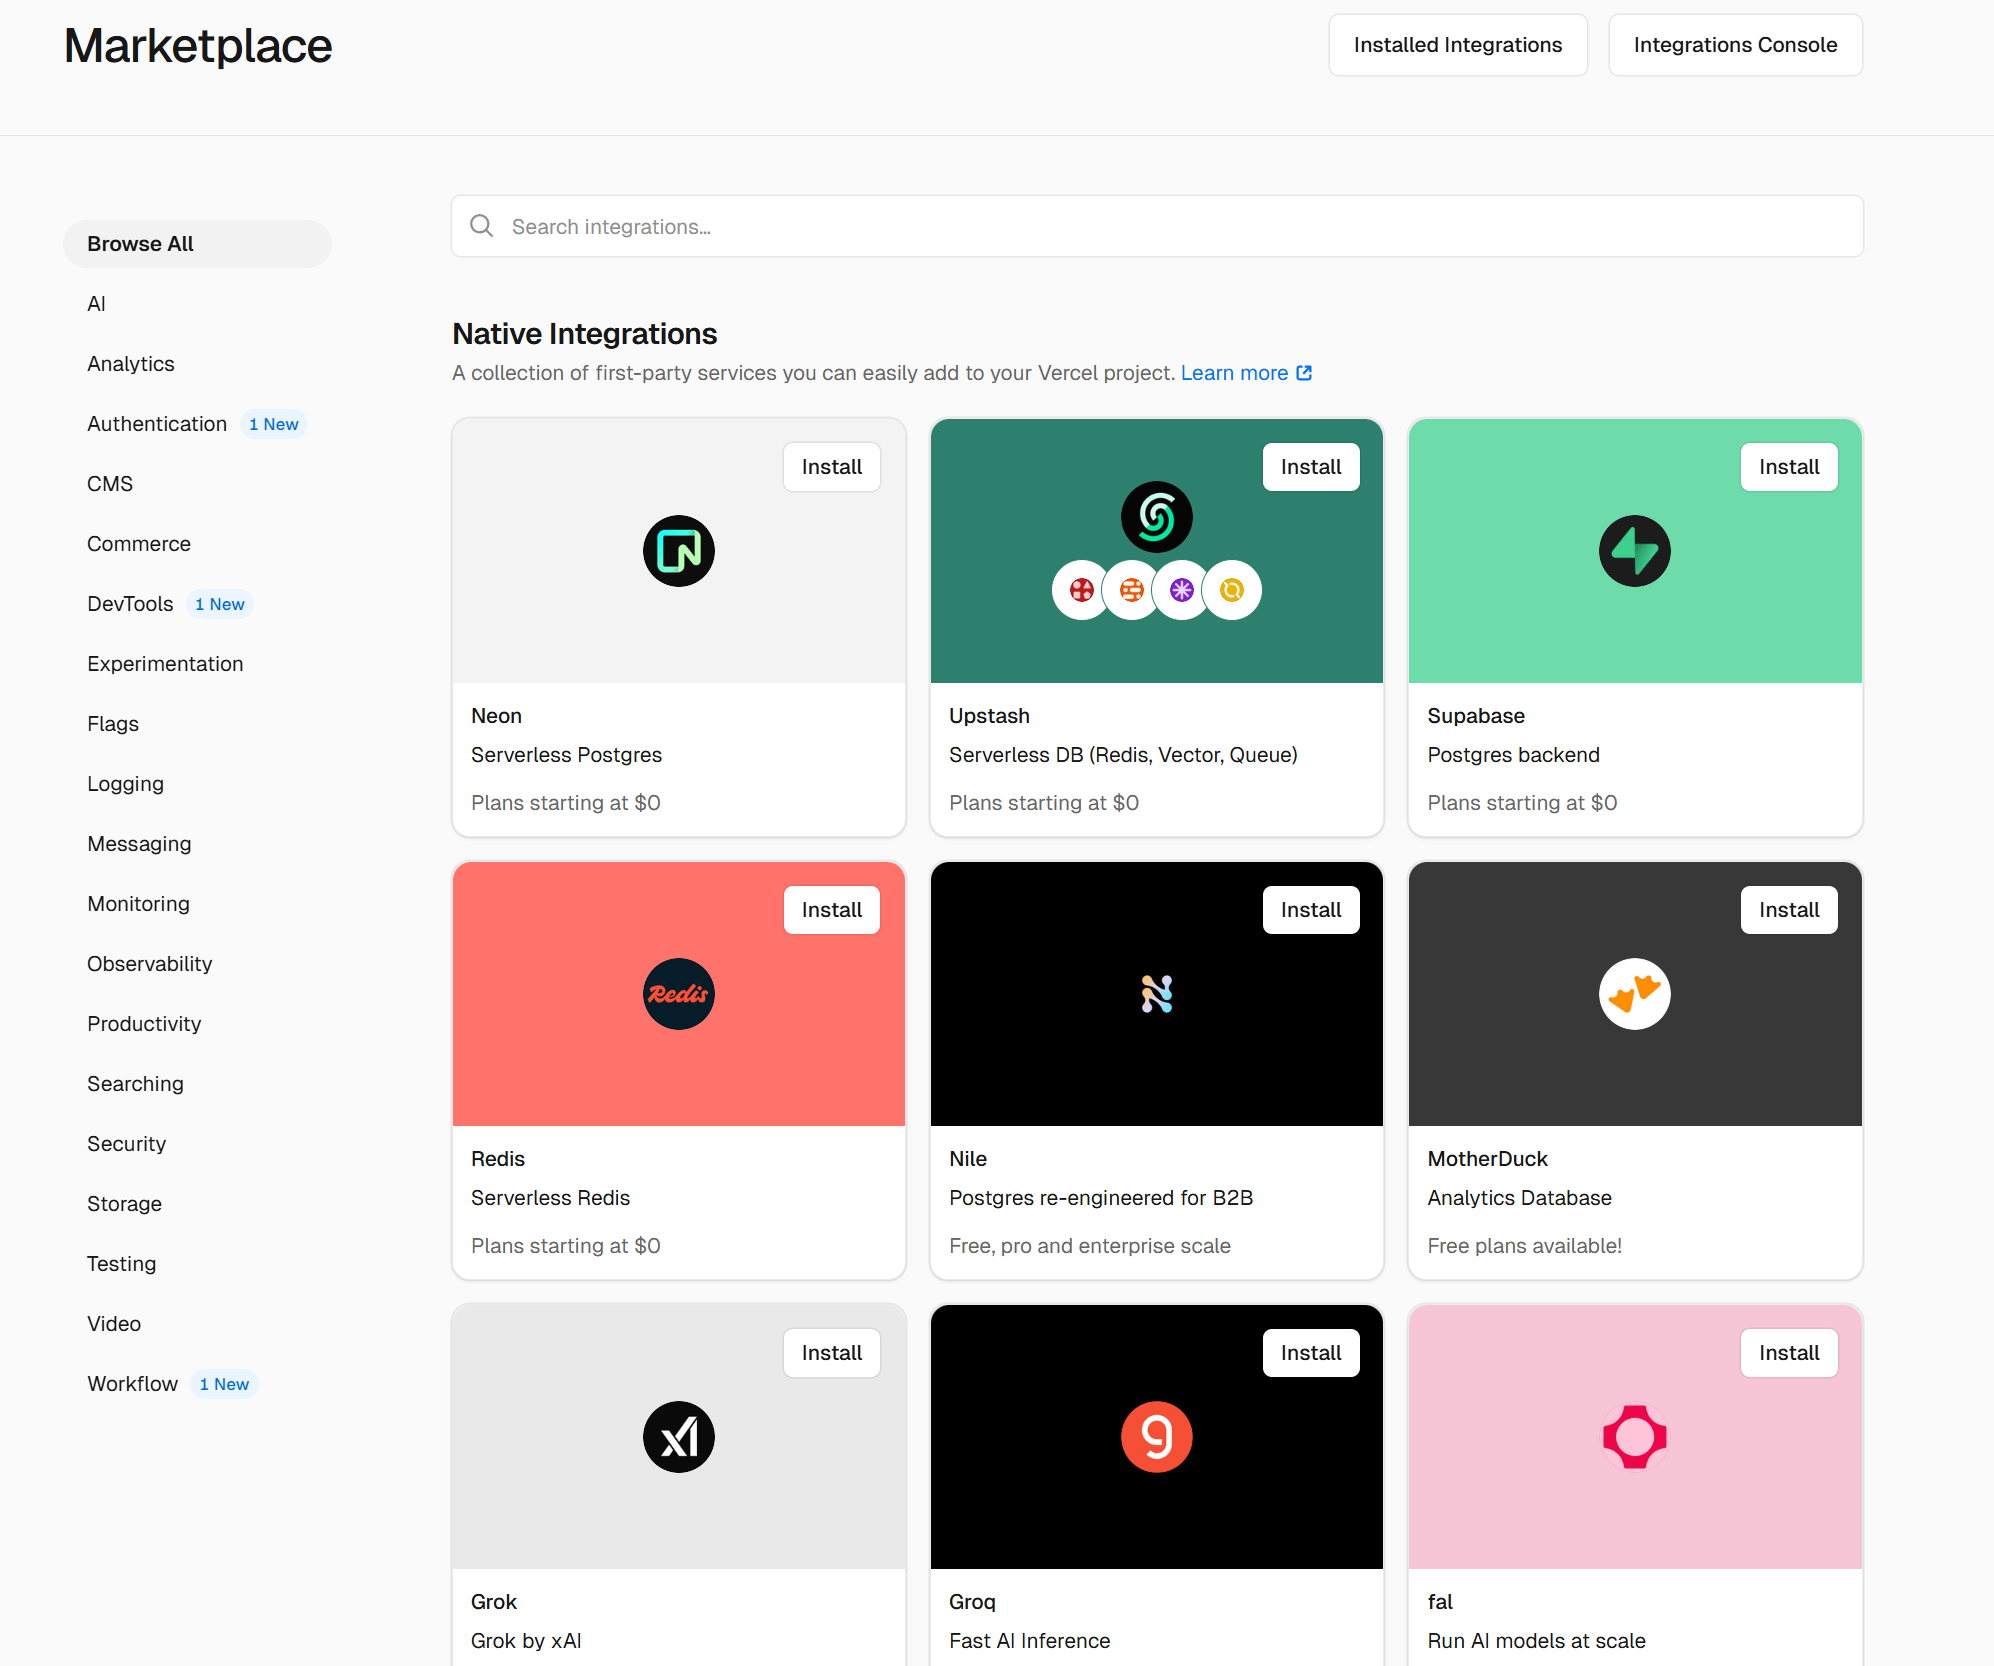 Marketplace
Installed Integrations
Integrations Console
Browse All
AI
Analytics
Authentication 1 New
CMS
Commerce
DevTools 1 New
Experimentation
Flags
Logging
Messaging
Monitoring
Observability
Productivity
Searching
Security
Storage
Testing
Video
Workflow 1 New
Search integrations...
Native Integrations
A collection of first-party services you can easily add to your Vercel project. Learn more
Install
Neon
Serverless Postgres
Plans starting at $0
Install
Upstash
Serverless DB (Redis, Vector, Queue)
Plans starting at $0
Install
Supabase
Postgres backend
Plans starting at $0
Install
Redis
Redis
Serverless Redis
Plans starting at $0
Install
Nile
Postgres re-engineered for B2B
Free, pro and enterprise scale
Install
MotherDuck
Analytics Database
Free plans available!
Install
xI
Grok
Grok by xAI
Install
g
Groq
Fast AI Inference
Install
fal
Run AI models at scale